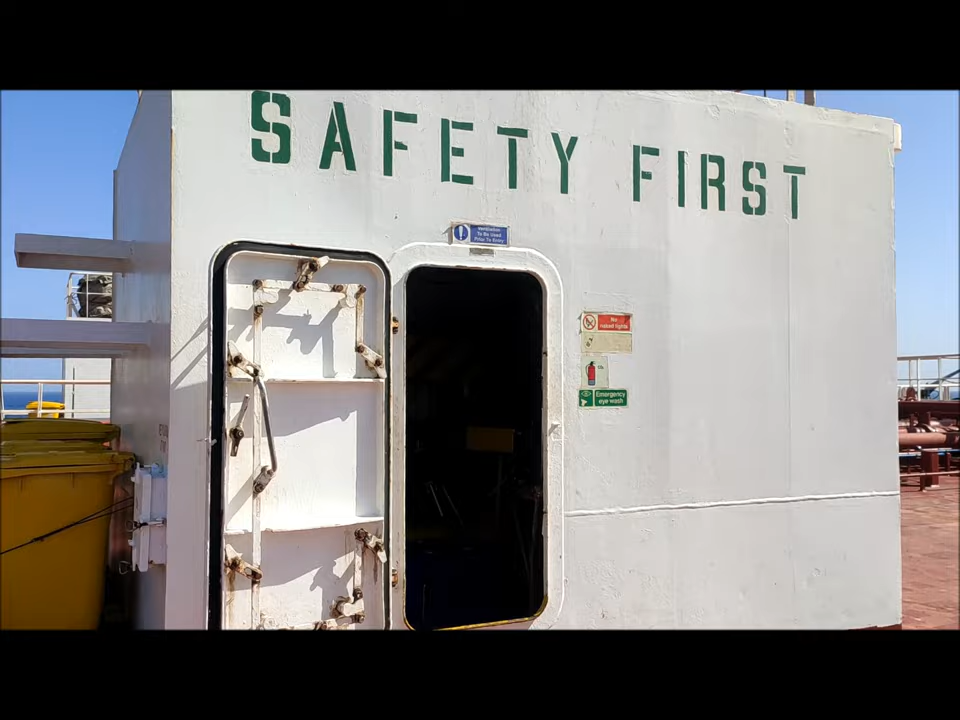 SAFETY FIRST
Ventilation
To Be Used
Prior To Entry
No
naked lights
Emergency
eye wash